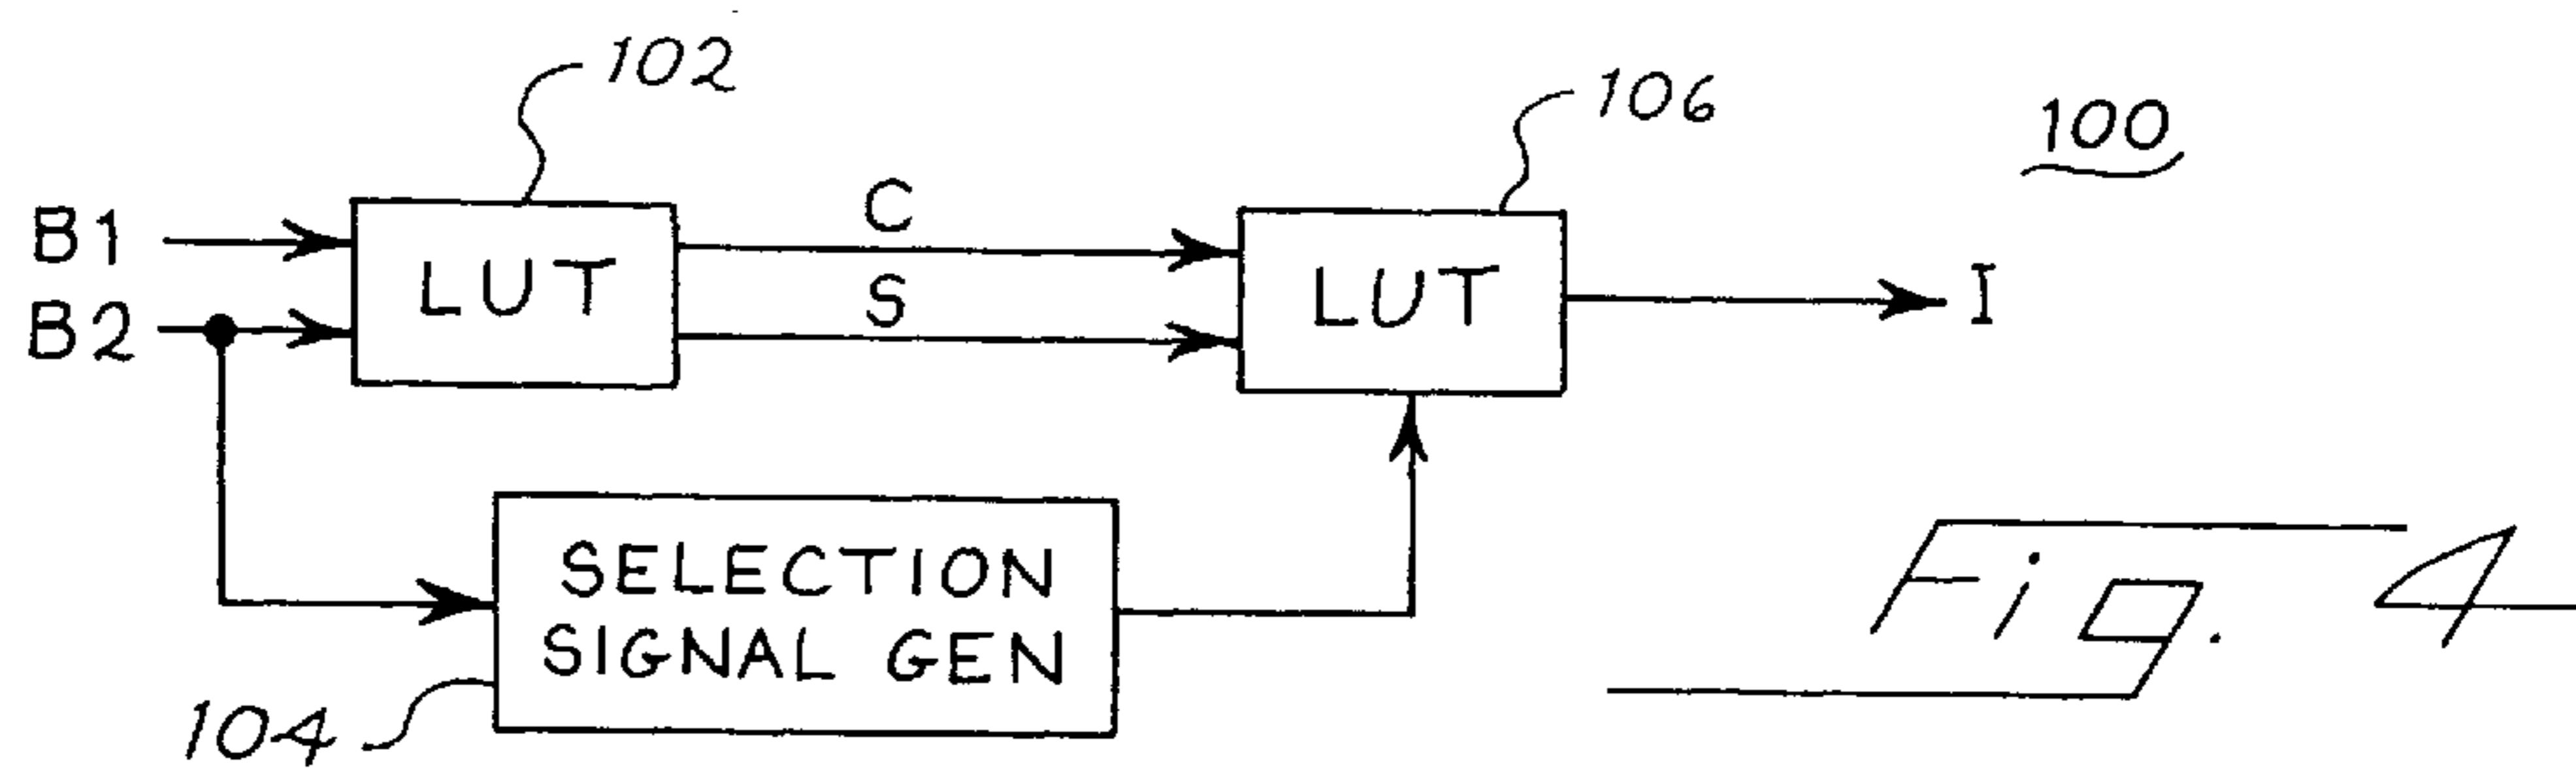 102
106
100
B1
LUT
C
LUT
I
B2
S
SELECTION
SIGNAL GEN
104
Fig. 4